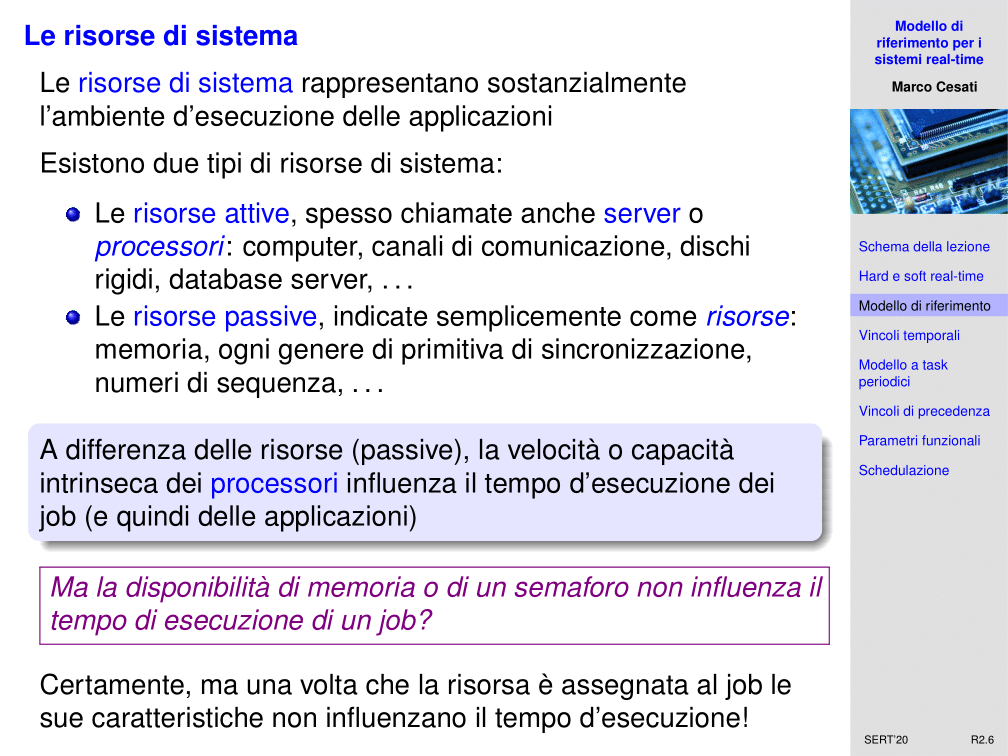 Le risorse di sistema
Le risorse di sistema rappresentano sostanzialmente
l'ambiente d'esecuzione delle applicazioni
Esistono due tipi di risorse di sistema:
Le risorse attive, spesso chiamate anche server o
processori: computer, canali di comunicazione, dischi
rigidi, database server, ...
Le risorse passive, indicate semplicemente come risorse:
memoria, ogni genere di primitiva di sincronizzazione,
numeri di sequenza, ...
A differenza delle risorse (passive), la velocità o capacità
intrinseca dei processori influenza il tempo d'esecuzione dei
job (e quindi delle applicazioni)
Ma la disponibilità di memoria o di un semaforo non influenza il
tempo di esecuzione di un job?
Certamente, ma una volta che la risorsa è assegnata al job le
sue caratteristiche non influenzano il tempo d'esecuzione!
Modello di
riferimento per i
sistemi real-time
Marco Cesati
R47 R46
Schema della lezione
Hard e soft real-time
Modello di riferimento
Vincoli temporali
Modello a task
periodici
Vincoli di precedenza
Parametri funzionali
Schedulazione
SERT'20
R2.6